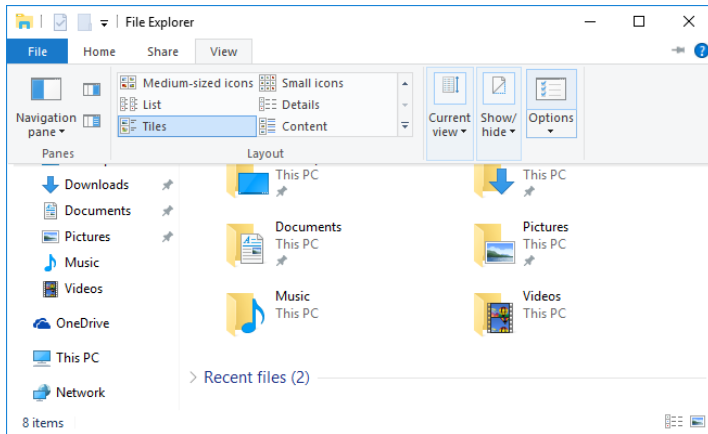 File Explorer
File Home Share View
?
Navigation
pane
Medium-sized icons Small icons
List Details
Tiles Content
Current
view
Show/
hide
Options
Panes Layout
Downloads
Documents
Pictures
Music
Videos
OneDrive
This PC
Network
This PC
This PC
Documents
This PC
Pictures
This PC
Music
This PC
Videos
This PC
Recent files (2)
8 items